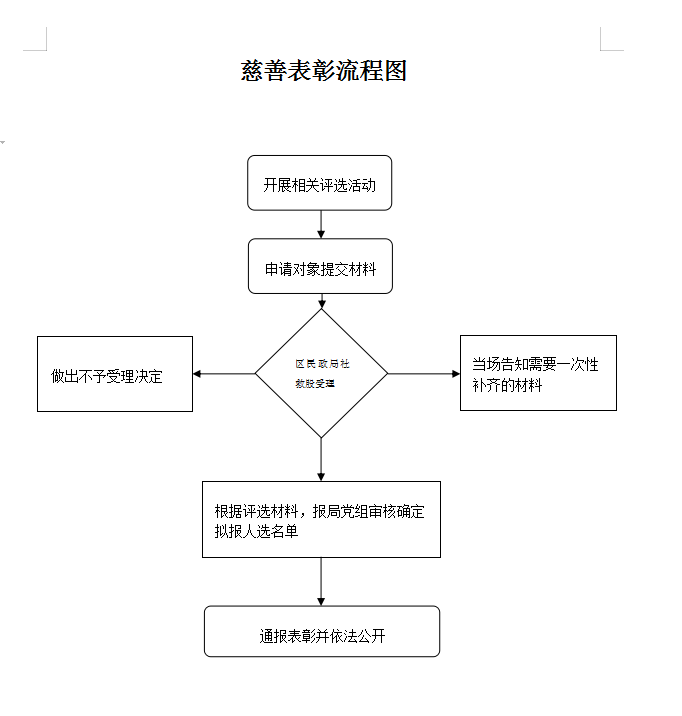 慈善表彰流程图
开展相关评选活动
申请对象提交材料
区民政局社
救股受理
做出不予受理决定
当场告知需要一次性
补齐的材料
根据评选材料，报局党组审核确定
拟报人选名单
通报表彰并依法公开